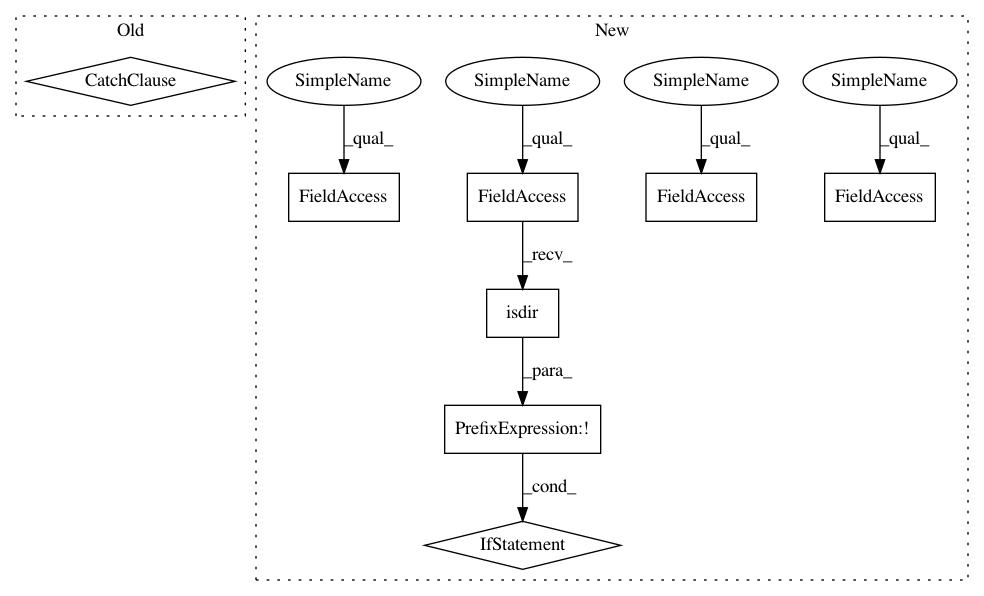 Old
New
CatchClause
SimpleName
SimpleName
SimpleName
SimpleName
_qual_
_qual_
_qual_
_qual_
FieldAccess
FieldAccess
FieldAccess
FieldAccess
_recv_
isdir
_para_
PrefixExpression:!
_cond_
IfStatement